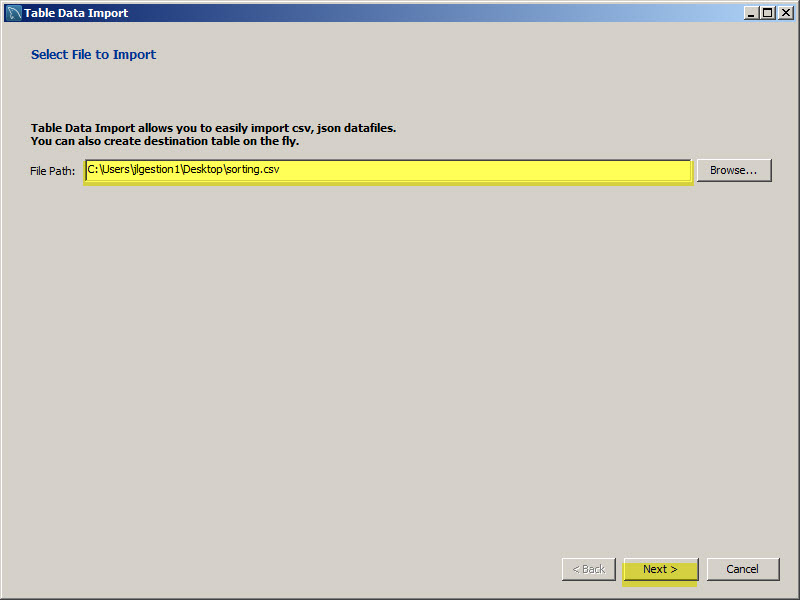 Table Data Import
Select File to Import
Table Data Import allows you to easily import csv, json datafiles.
You can also create destination table on the fly.
File Path: C:\Users\jlgestion1\Desktop\sorting.csv Browse...
< Back Next > Cancel